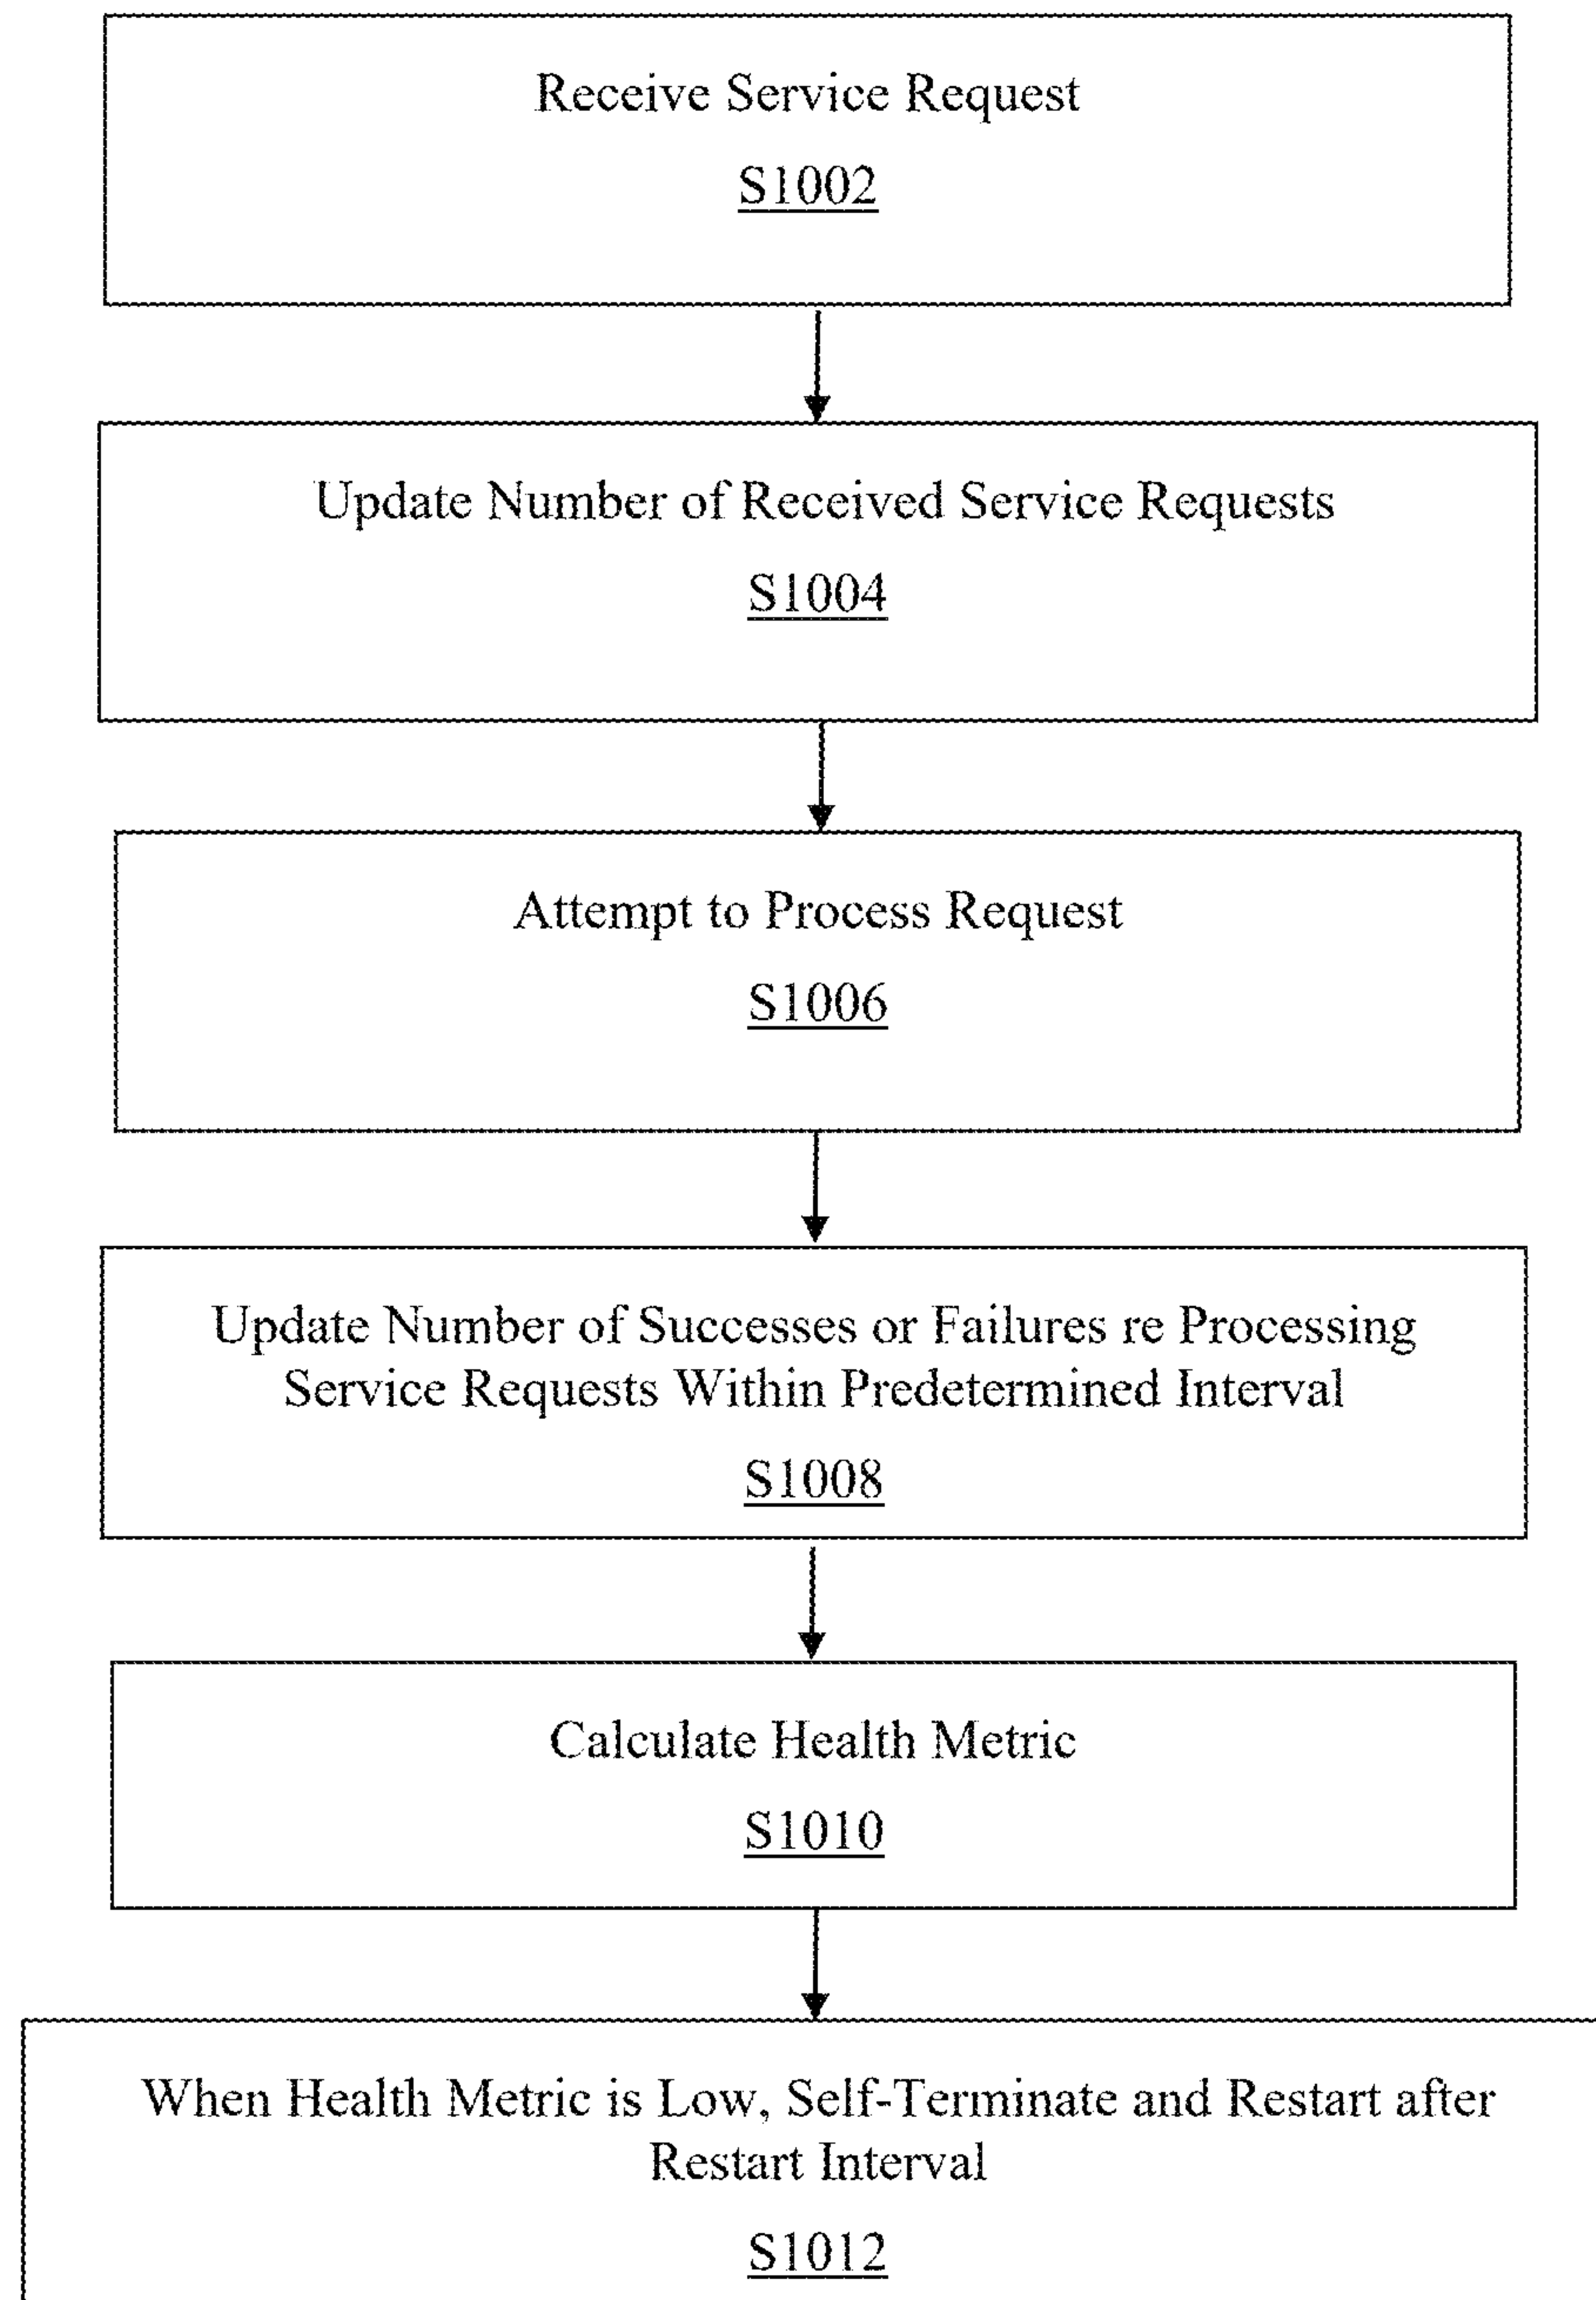 Receive Service Request
S1002
Update Number of Received Service Requests
S1004
Attempt to Process Request
S1006
Update Number of Successes or Failures re Processing
Service Requests Within Predetermined Interval
S1008
Calculate Health Metric
S1010
When Health Metric is Low, Self-Terminate and Restart after
Restart Interval
S1012